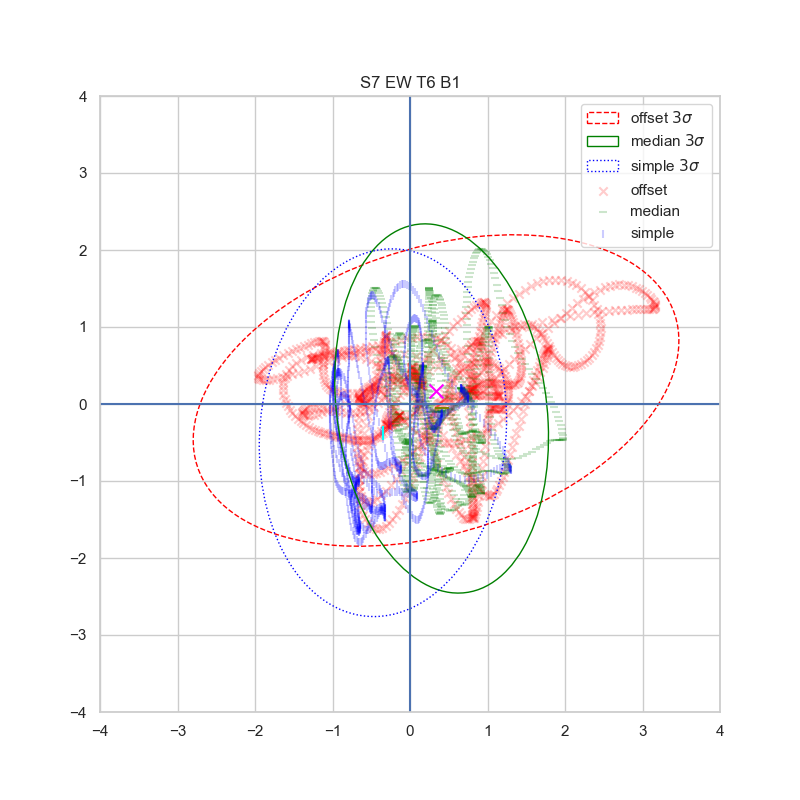 S7 EW T6 B1
offset 3σ
median 3σ
simple 3σ
offset
median
simple
4
3
2
1
0
−1
−2
−3
−4
−4 −3 −2 −1 0 1 2 3 4